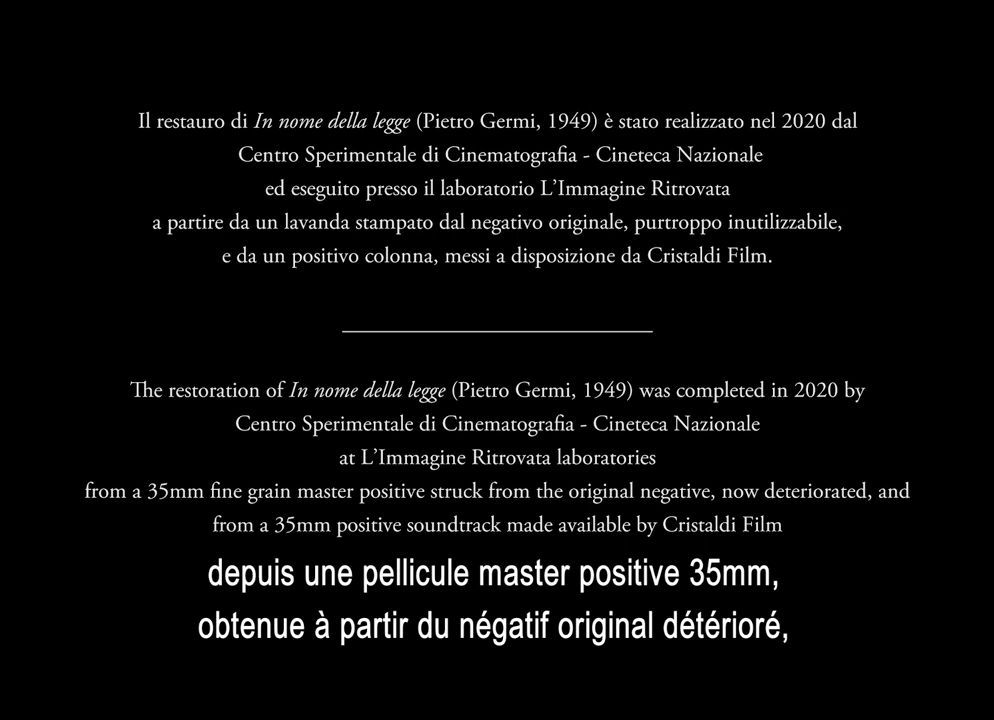 Il restauro di In nome della legge (Pietro Germi, 1949) è stato realizzato nel 2020 dal
Centro Sperimentale di Cinematografia - Cineteca Nazionale
ed eseguito presso il laboratorio L’Immagine Ritrovata
a partire da un lavanda stampato dal negativo originale, purtroppo inutilizzabile,
e da un positivo colonna, messi a disposizione da Cristaldi Film.
The restoration of In nome della legge (Pietro Germi, 1949) was completed in 2020 by
Centro Sperimentale di Cinematografia - Cineteca Nazionale
at L’Immagine Ritrovata laboratories
from a 35mm fine grain master positive struck from the original negative, now deteriorated, and
from a 35mm positive soundtrack made available by Cristaldi Film
depuis une pellicule master positive 35mm,
obtenue à partir du négatif original détérioré,